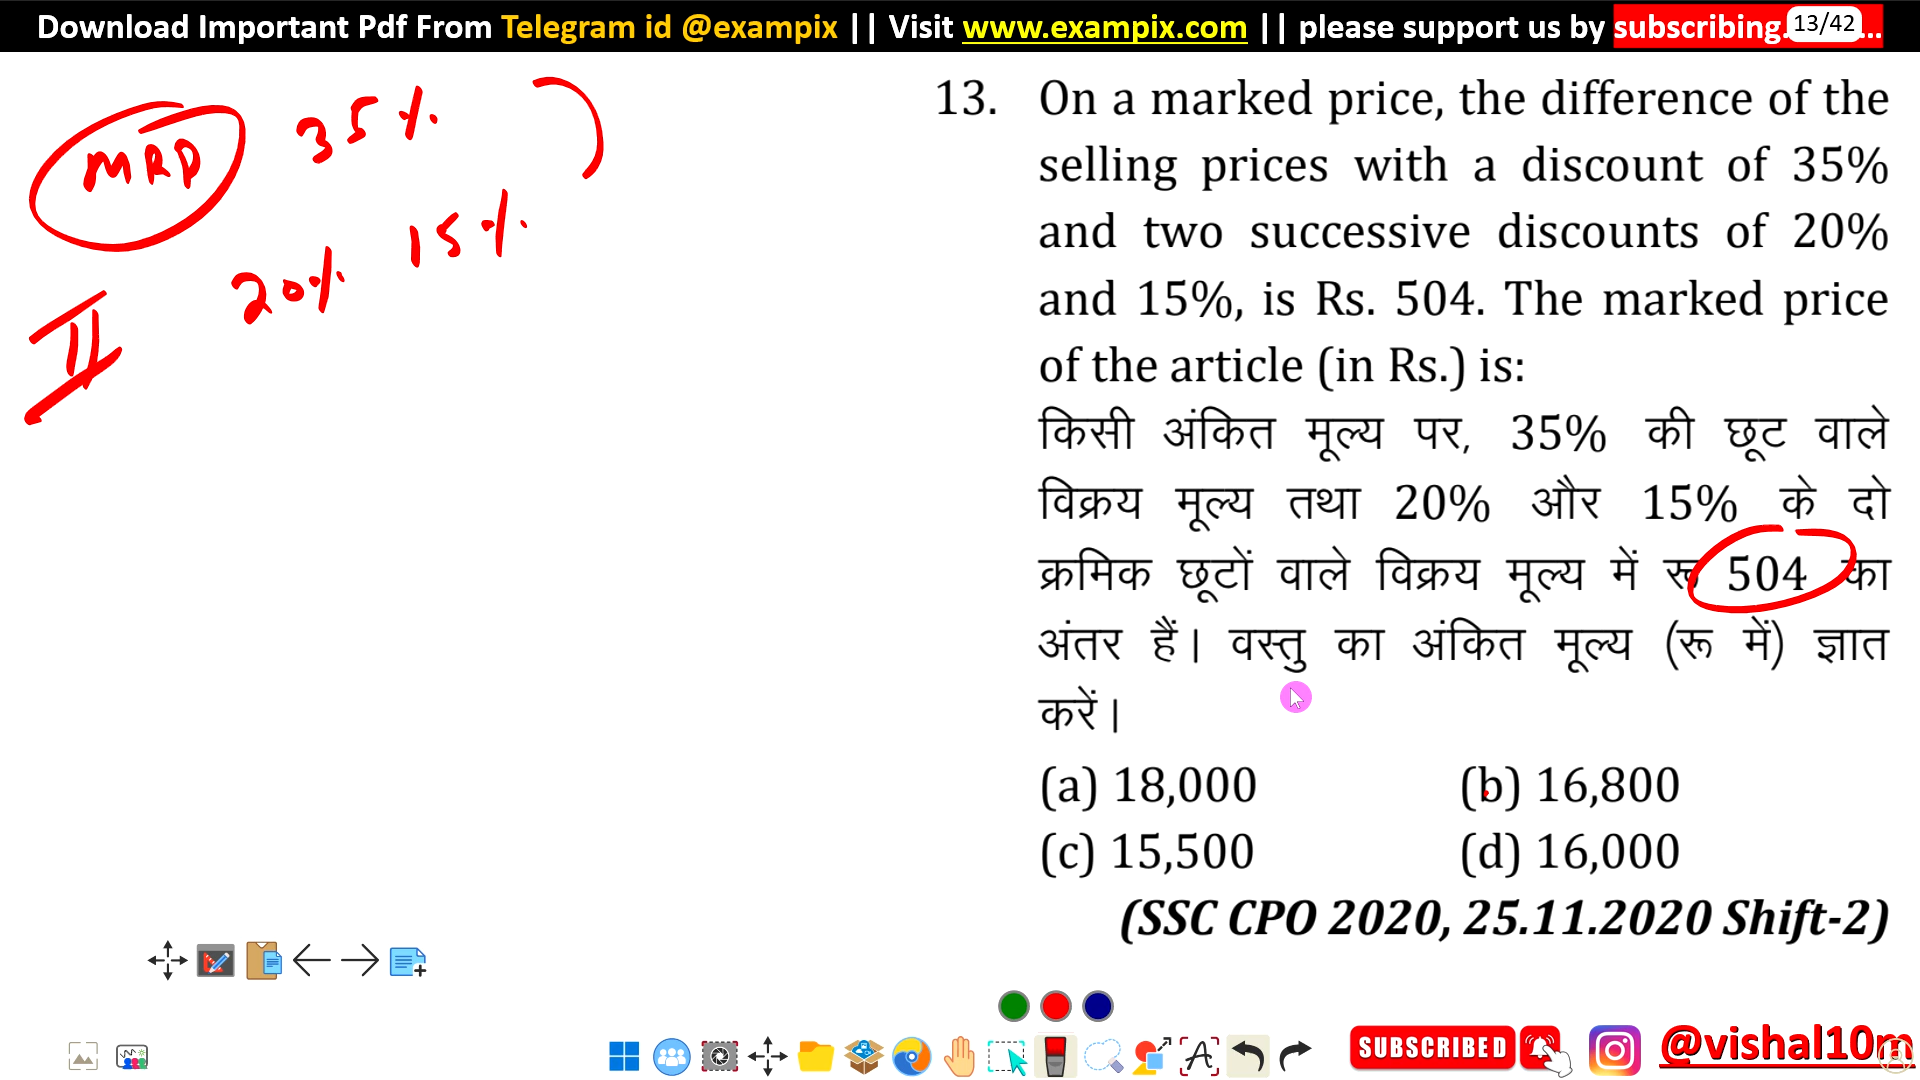 Download Important Pdf From Telegram id @exampix || Visit www.exampix.com || please support us by subscribing. 13/42 ...
MRP 35%
20% 15%
II
13. On a marked price, the difference of the
selling prices with a discount of 35%
and two successive discounts of 20%
and 15%, is Rs. 504. The marked price
of the article (in Rs.) is:
किसी अंकित मूल्य पर, 35% की छूट वाले
विक्रय मूल्य तथा 20% और 15% के दो
क्रमिक छूटों वाले विक्रय मूल्य में रू 504 का
अंतर हैं। वस्तु का अंकित मूल्य (रू में) ज्ञात
करें।
(a) 18,000 (b) 16,800
(c) 15,500 (d) 16,000
(SSC CPO 2020, 25.11.2020 Shift-2)
SUBSCRIBED @vishal10m